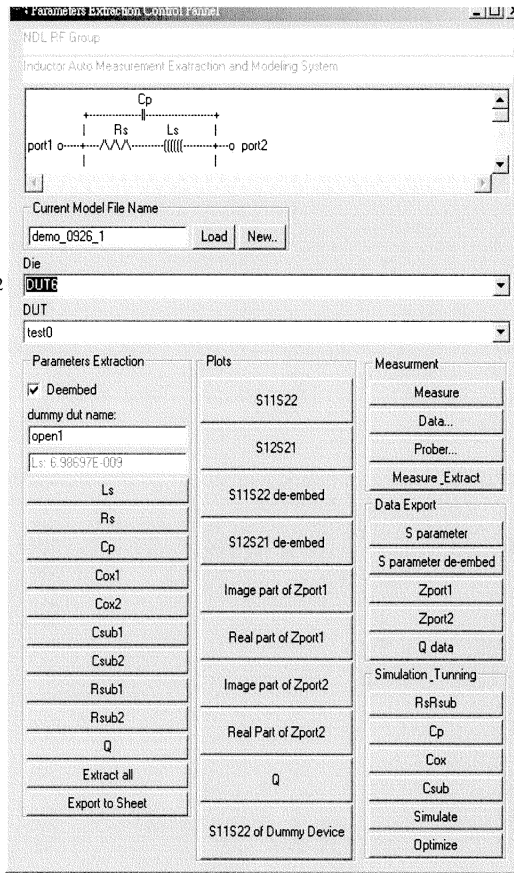 Parameters Extraction Control Pannel
NDL RF Group
Inductor Auto Measurement Exatraction and Modeling System
Cp
Rs Ls
port1 o port2
Current Model File Name
demo_0926_1 Load New..
Die
DUT6
DUT
test0
Parameters Extraction
Deembed
dummy dut name:
open1
Ls: 6.98697E-009
Ls
Rs
Cp
Cox1
Cox2
Csub1
Csub2
Rsub1
Rsub2
Q
Extract all
Export to Sheet
Plots
S11S22
S12S21
S11S22 de-embed
S12S21 de-embed
Image part of Zport1
Real part of Zport1
Image part of Zport2
Real Part of Zport2
Q
S11S22 of Dummy Device
Measurment
Measure
Data...
Prober...
Measure_Extract
Data Export
S parameter
S parameter de-embed
Zport1
Zport2
Q data
Simulation_Tunning
RsRsub
Cp
Cox
Csub
Simulate
Optimize